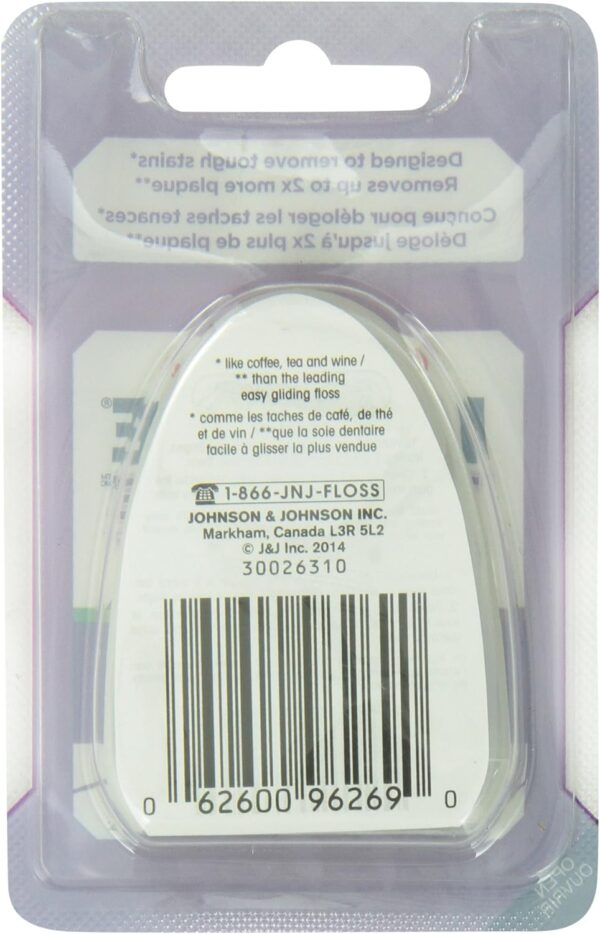 Designed to remove tough stains*
Removes up to 2x more plaque**
Conçue pour déloger les taches tenaces*
Déloge jusqu'à 2x plus de plaque**
* like coffee, tea and wine /
** than the leading
easy gliding floss
* comme les taches de café, de thé
et de vin / **que la soie dentaire
facile à glisser la plus vendue
1-866-JNJ-FLOSS
JOHNSON & JOHNSON INC.
Markham, Canada L3R 5L2
© J&J Inc. 2014
30026310
0 62600 96269 0
OPEN
OUVRIR